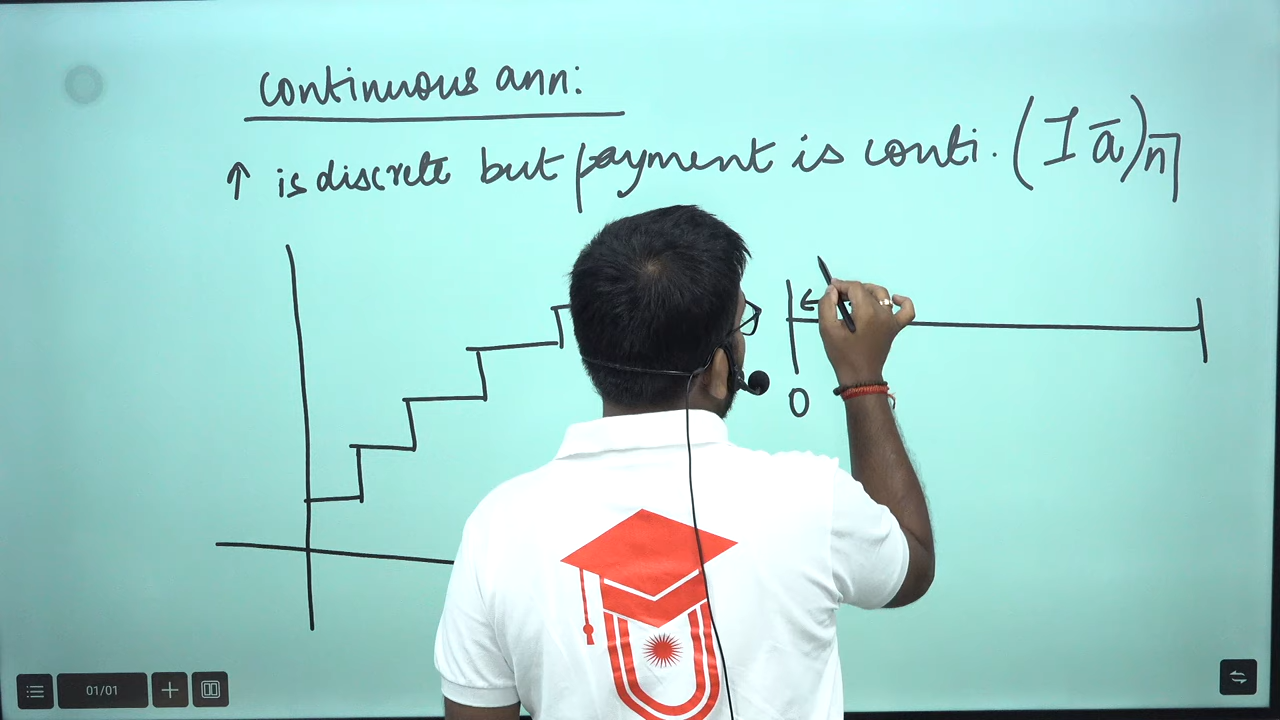 continuous ann:
↑ is discrete but payment is conti. (I ā)n̅|
0
01/01